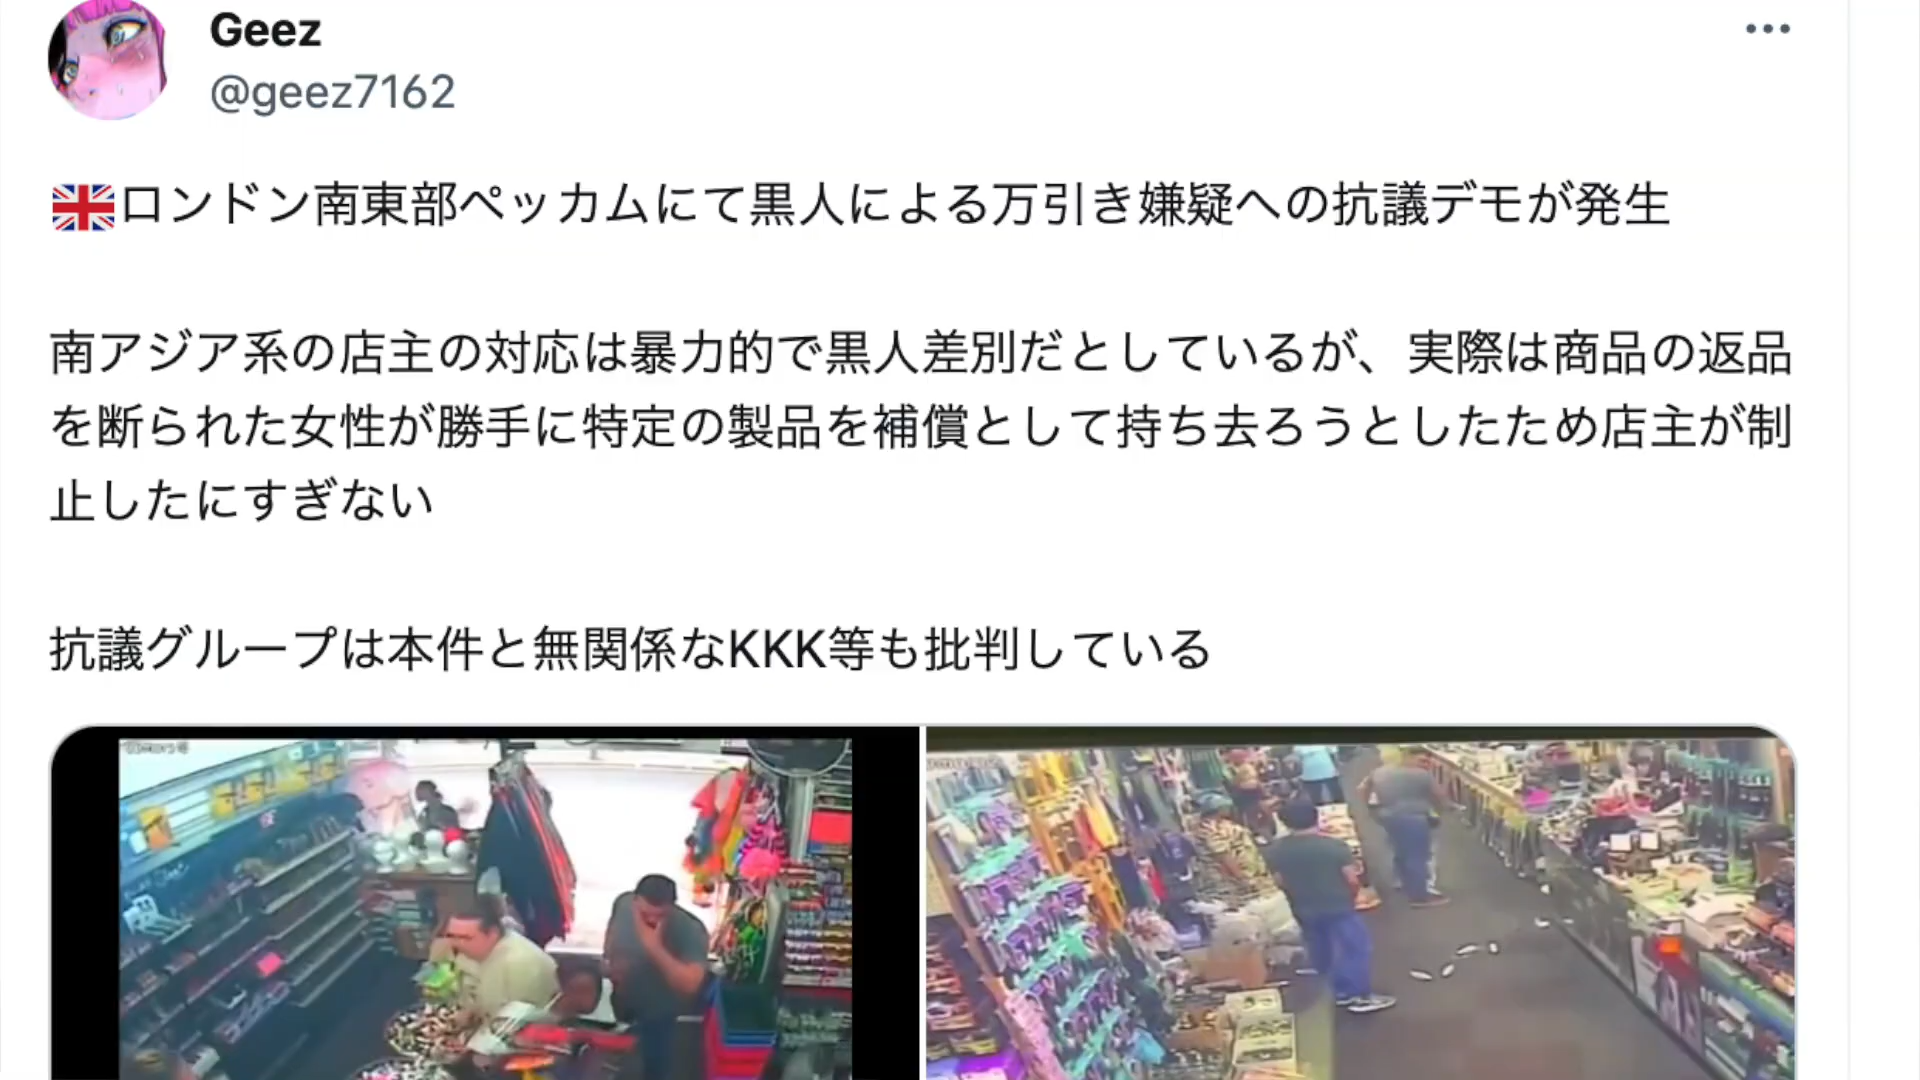 Geez
@geez7162
🇬🇧ロンドン南東部ペッカムにて黒人による万引き嫌疑への抗議デモが発生
南アジア系の店主の対応は暴力的で黒人差別だとしているが、実際は商品の返品
を断られた女性が勝手に特定の製品を補償として持ち去ろうとしたため店主が制
止したにすぎない
抗議グループは本件と無関係なKKK等も批判している